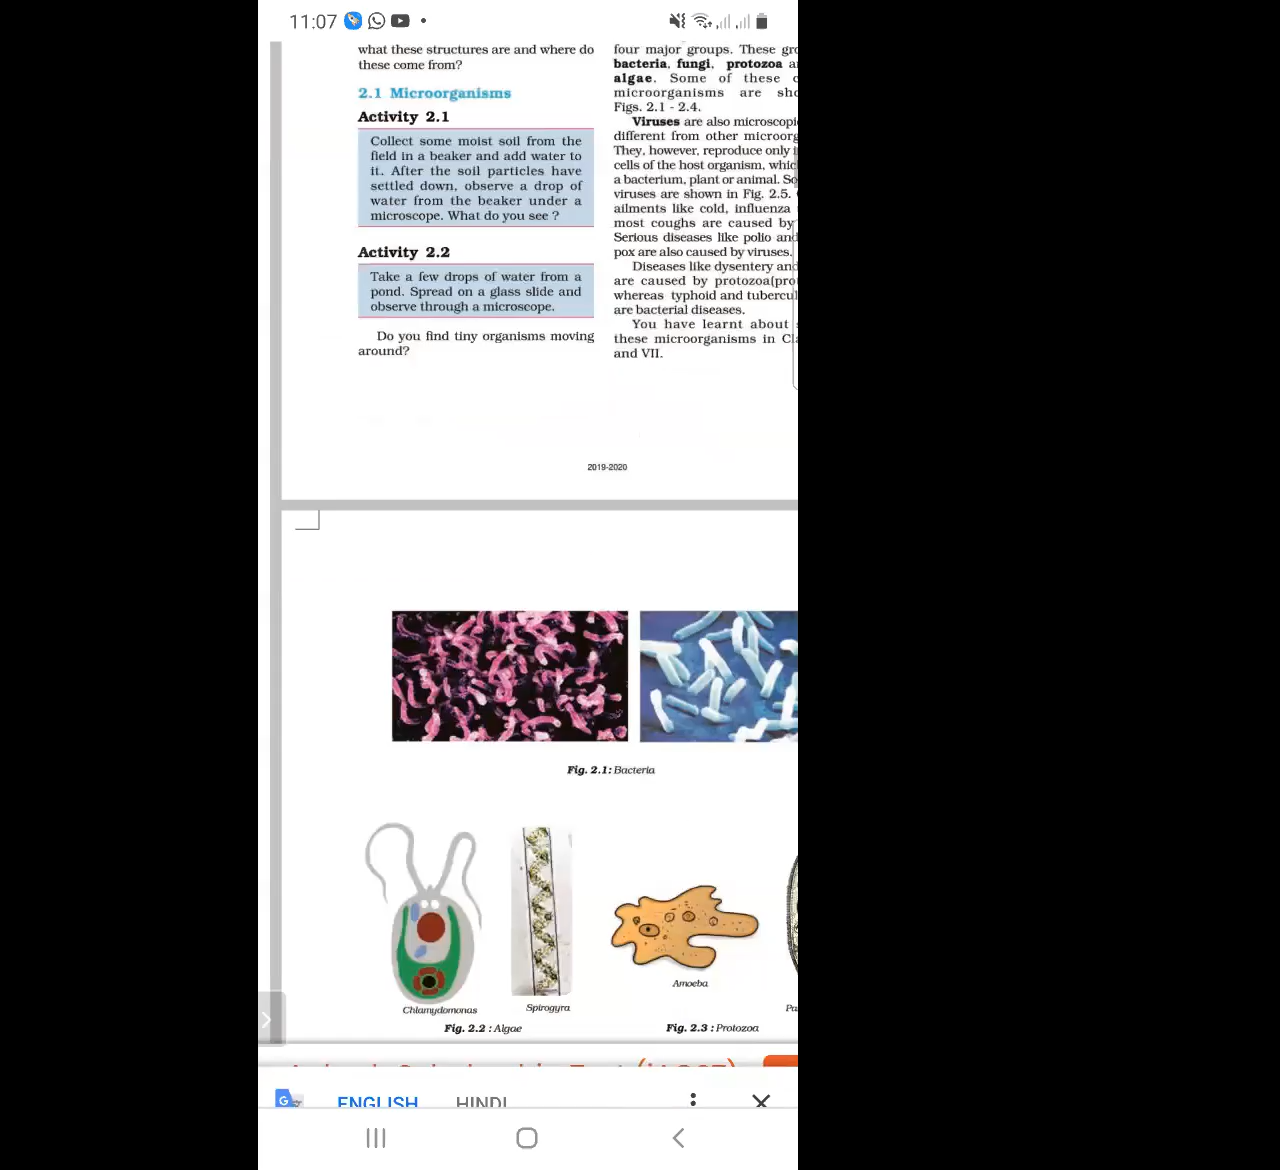 11:07
what these structures are and where do
these come from?
2.1 Microorganisms
Activity 2.1
Collect some moist soil from the
field in a beaker and add water to
it. After the soil particles have
settled down, observe a drop of
water from the beaker under a
microscope. What do you see ?
Activity 2.2
Take a few drops of water from a
pond. Spread on a glass slide and
observe through a microscope.
Do you find tiny organisms moving
around?
four major groups. These
bacteria, fungi, protozoa
algae. Some of these
microorganisms are
Figs. 2.1 - 2.4.
Viruses are also
different from other
They, however, reproduce only
cells of the host organism,
a bacterium, plant or animal.
viruses are shown in Fig. 2.5.
ailments like cold, influenza
most coughs are caused by
Serious diseases like polio
pox are also caused by viruses.
Diseases like dysentery
are caused by
whereas typhoid and
are bacterial diseases.
You have learnt about
these microorganisms in
and VII.
2019-2020
Fig. 2.1: Bacteria
Chlamydomonas
Spirogyra
Fig. 2.2 : Algae
Amoeba
Fig. 2.3 : Protozoa
ENGLISH HINDI